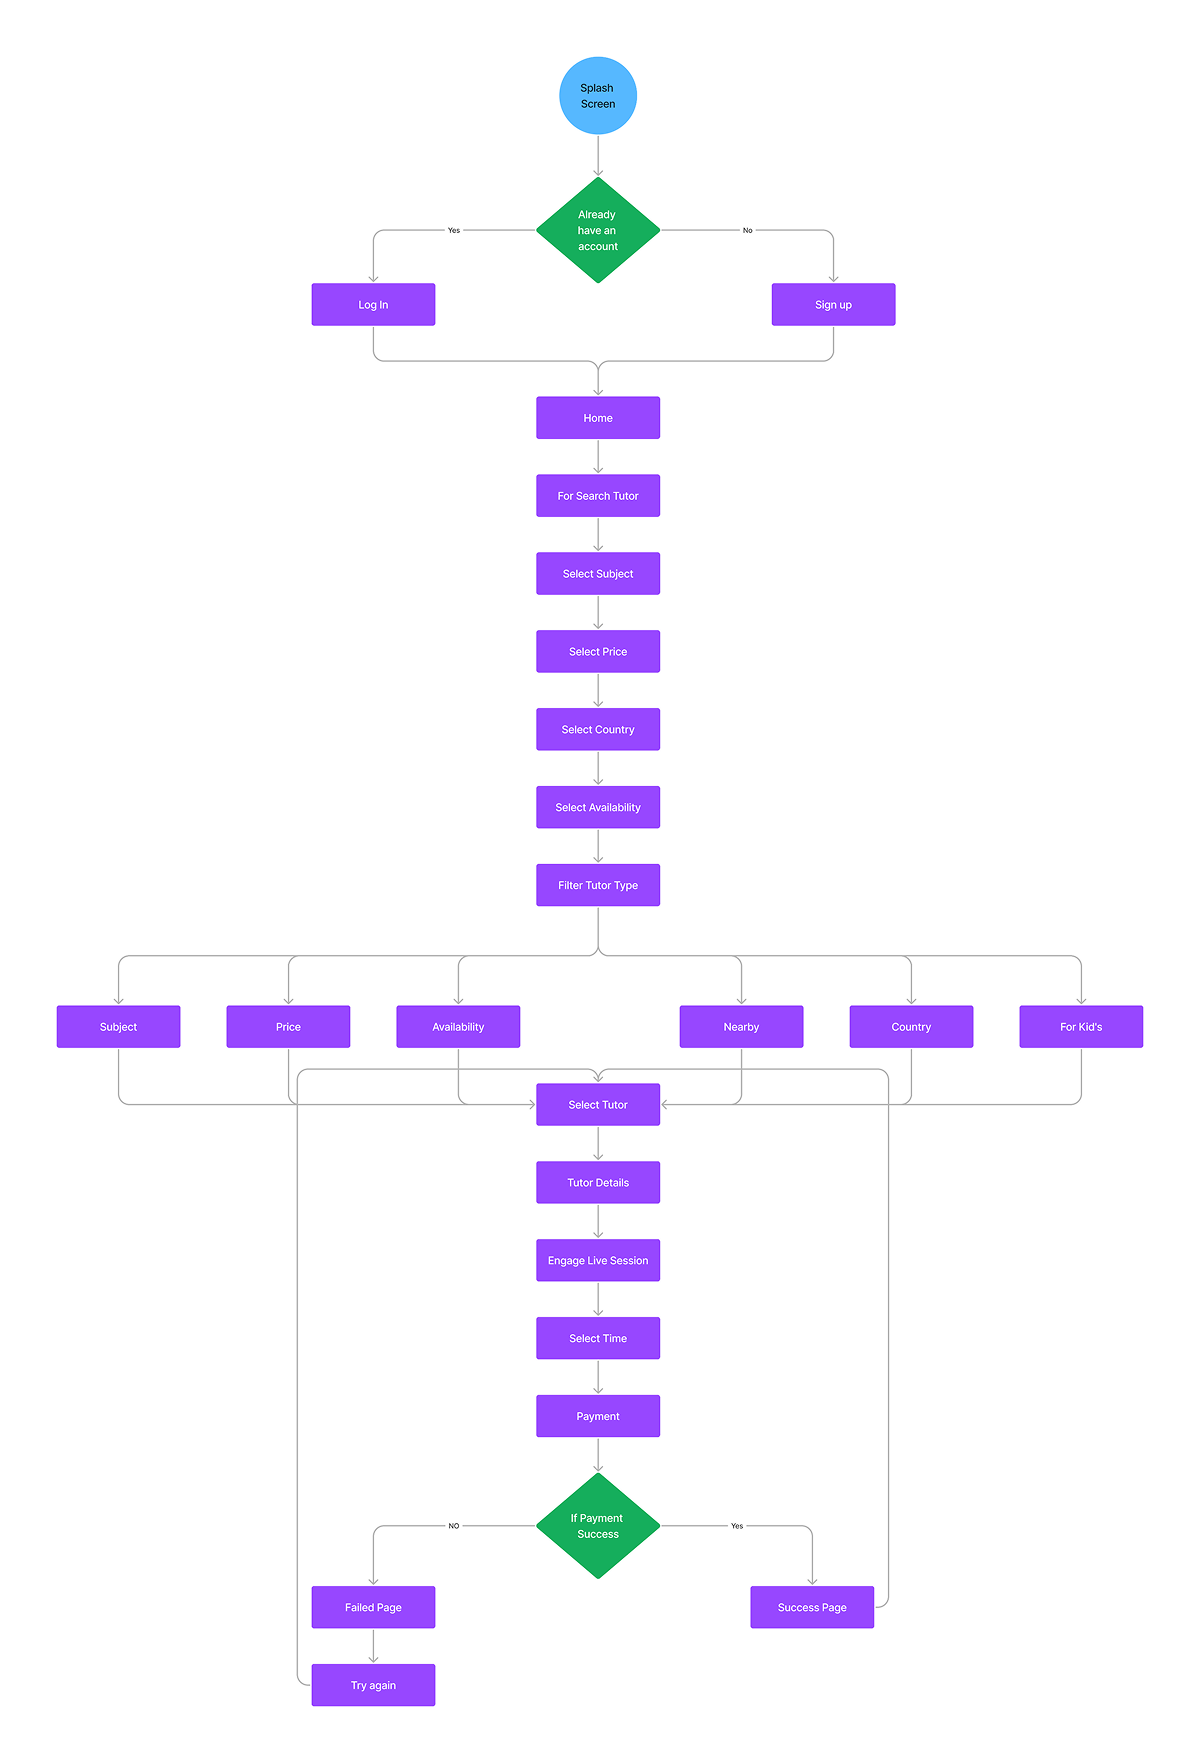 Splash
Screen
Already
have an
account
Yes
No
Log In
Sign up
Home
For Search Tutor
Select Subject
Select Price
Select Country
Select Availability
Filter Tutor Type
Subject
Price
Availability
Nearby
Country
For Kid's
Select Tutor
Tutor Details
Engage Live Session
Select Time
Payment
If Payment
Success
NO
Yes
Failed Page
Success Page
Try again